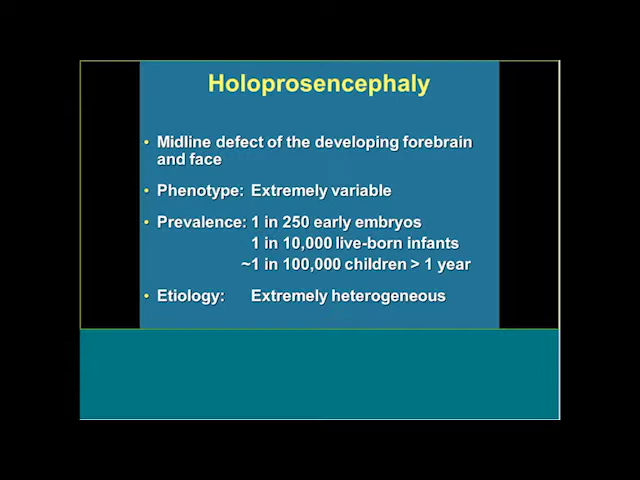 Holoprosencephaly
• Midline defect of the developing forebrain
and face
• Phenotype: Extremely variable
• Prevalence: 1 in 250 early embryos
1 in 10,000 live-born infants
~1 in 100,000 children > 1 year
• Etiology: Extremely heterogeneous